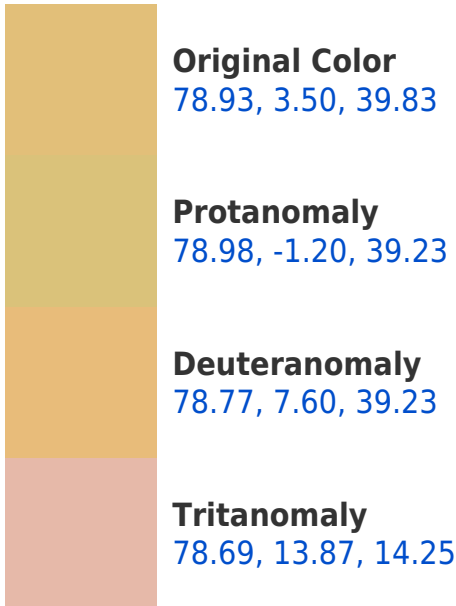 Original Color
78.93, 3.50, 39.83
Protanomaly
78.98, -1.20, 39.23
Deuteranomaly
78.77, 7.60, 39.23
Tritanomaly
78.69, 13.87, 14.25